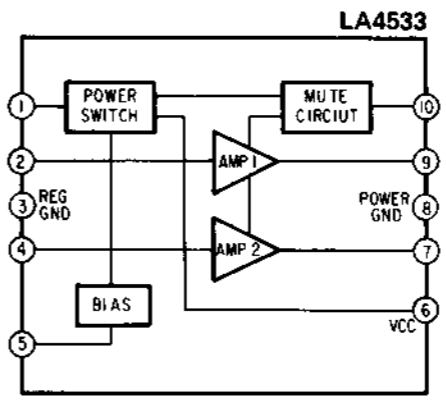 LA4533
POWER
SWITCH
MUTE
CIRCIUT
1
10
2
AMP 1
9
3
REG
GND
POWER
GND
8
4
AMP 2
7
BIAS
6
VCC
5